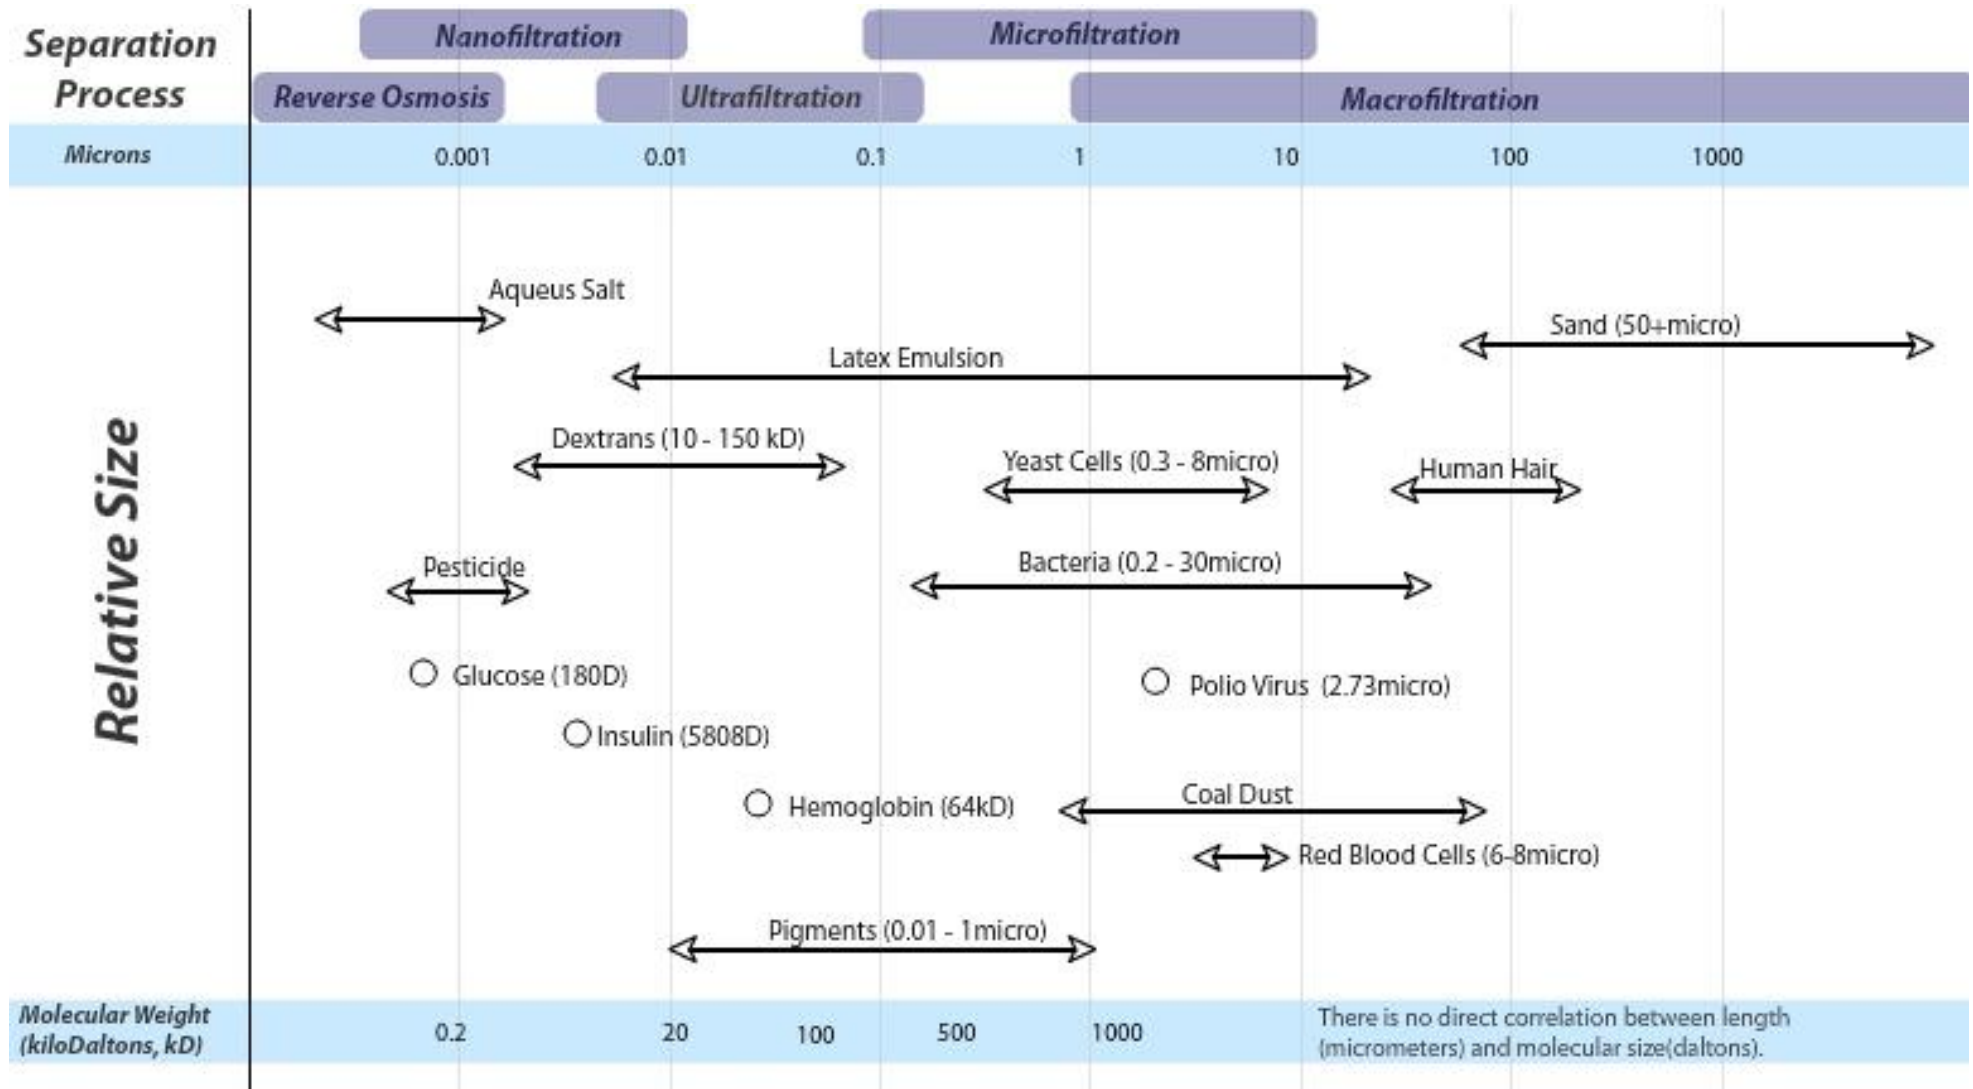 Separation
Process
Nanofiltration
Microfiltration
Reverse Osmosis
Ultrafiltration
Macrofiltration
Microns
0.001
0.01
0.1
1
10
100
1000
Relative Size
Aqueus Salt
Sand (50+micro)
Latex Emulsion
Dextrans (10 - 150 kD)
Yeast Cells (0.3 - 8micro)
Human Hair
Pesticide
Bacteria (0.2 - 30micro)
Glucose (180D)
Polio Virus (2.73micro)
Insulin (5808D)
Hemoglobin (64kD)
Coal Dust
Red Blood Cells (6-8micro)
Pigments (0.01 - 1micro)
Molecular Weight
(kiloDaltons, kD)
0.2
20
100
500
1000
There is no direct correlation between length
(micrometers) and molecular size(daltons).